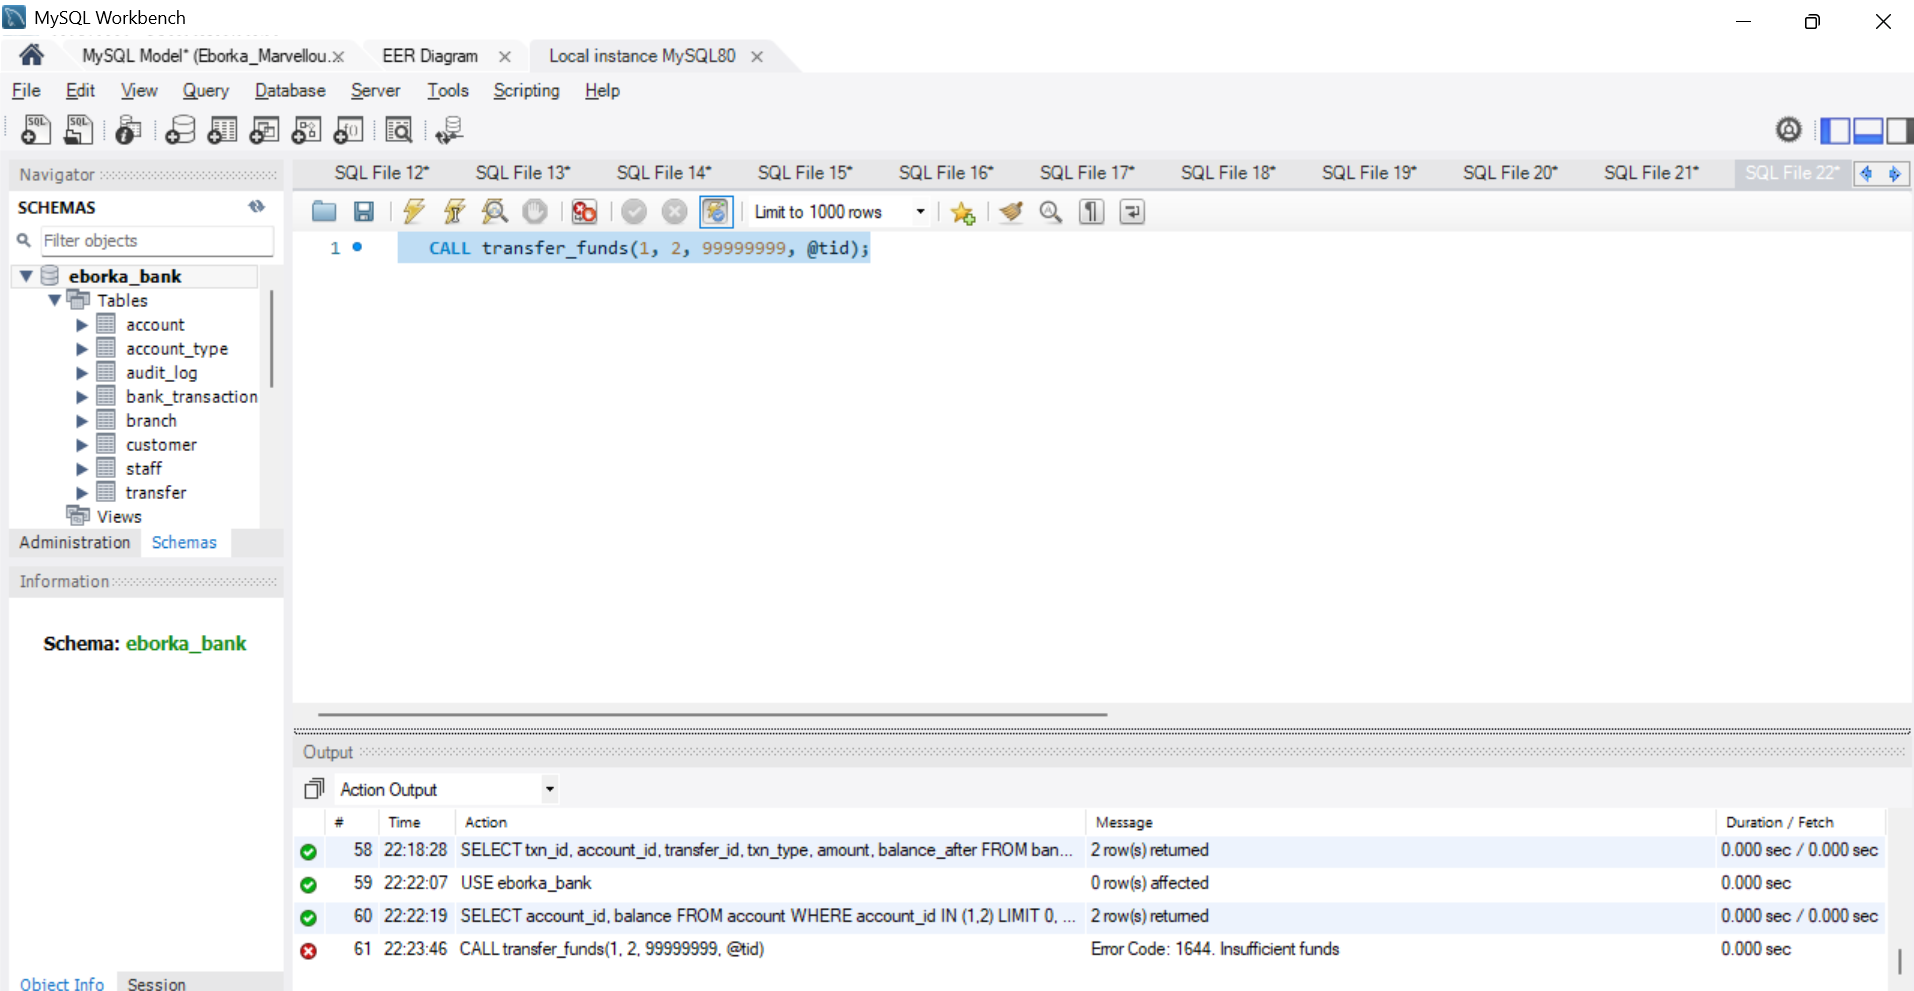 MySQL Workbench
MySQL Model* (Eborka_Marvellou.
EER Diagram
Local instance MySQL80
File Edit View Query Database Server Tools Scripting Help
Navigator
SQL File 12* SQL File 13* SQL File 14* SQL File 15* SQL File 16* SQL File 17* SQL File 18* SQL File 19* SQL File 20* SQL File 21* SQL File 22*
SCHEMAS
Limit to 1000 rows
Filter objects
1 CALL transfer_funds(1, 2, 99999999, @tid);
eborka_bank
Tables
account
account_type
audit_log
bank_transaction
branch
customer
staff
transfer
Views
Administration Schemas
Information
Schema: eborka_bank
Output
Action Output
# Time Action Message Duration / Fetch
58 22:18:28 SELECT txn_id, account_id, transfer_id, txn_type, amount, balance_after FROM ban... 2 row(s) returned 0.000 sec / 0.000 sec
59 22:22:07 USE eborka_bank 0 row(s) affected 0.000 sec
60 22:22:19 SELECT account_id, balance FROM account WHERE account_id IN (1,2) LIMIT 0, ... 2 row(s) returned 0.000 sec / 0.000 sec
61 22:23:46 CALL transfer_funds(1, 2, 99999999, @tid) Error Code: 1644. Insufficient funds 0.000 sec
Object Info Session